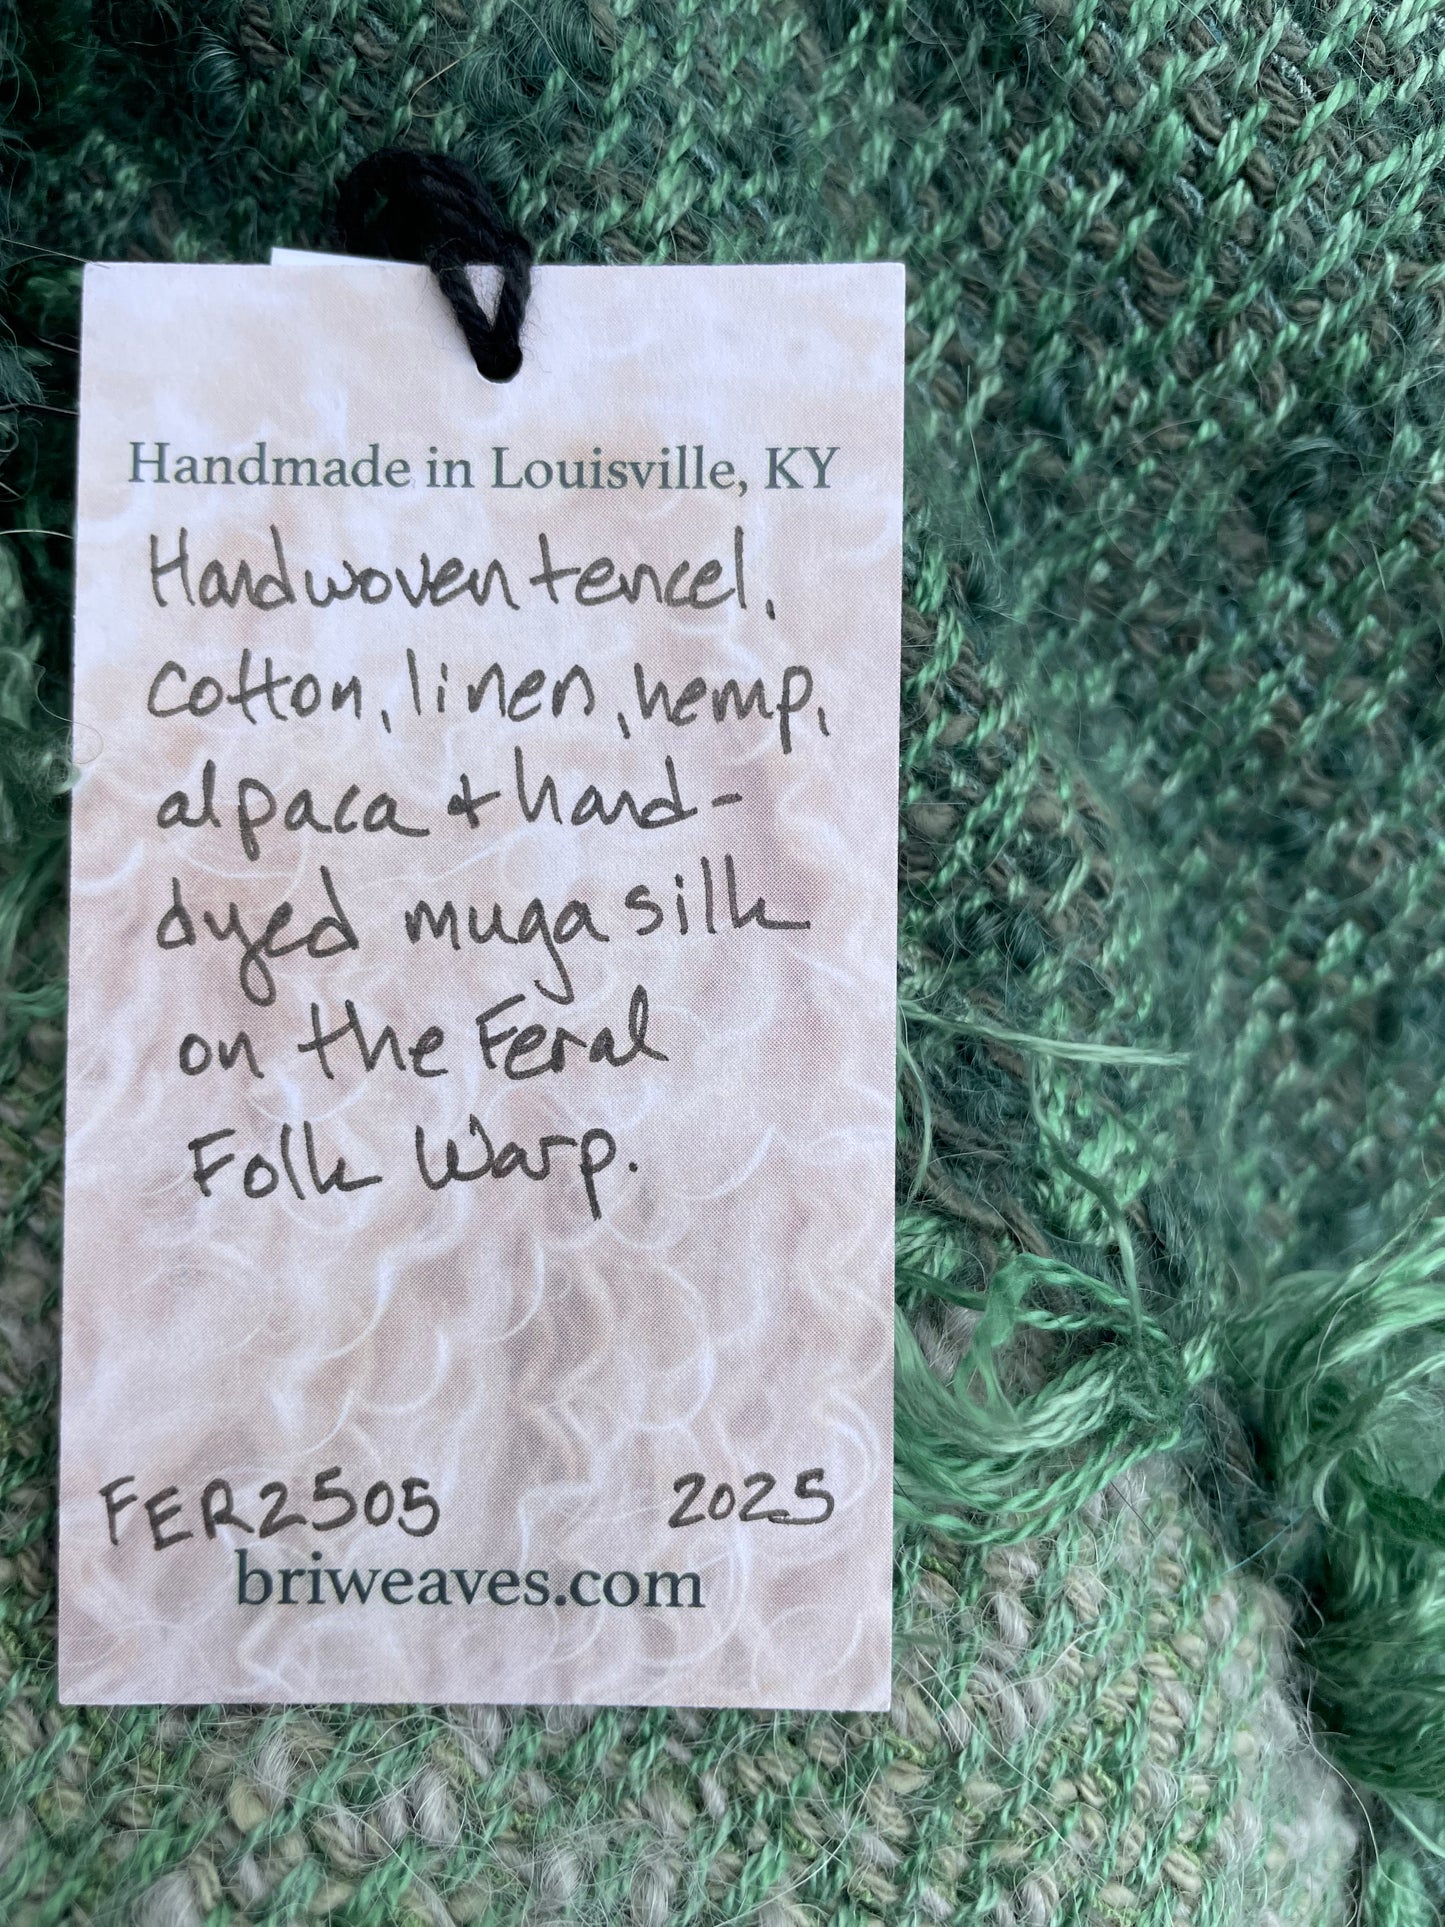 Handmade in Louisville, KY
Handwoven tencel,
cotton, linen, hemp,
alpaca + hand-
dyed muga silk
on the Feral
Folk Warp.
FER2505 2025
briweaves.com